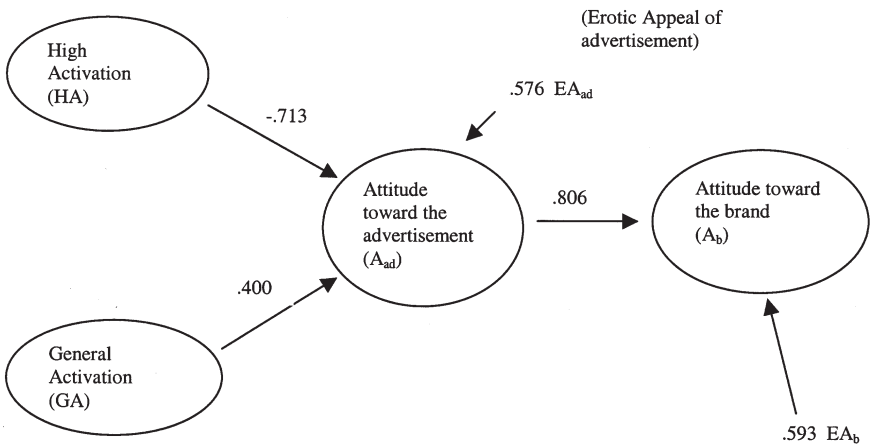 (Erotic Appeal of
advertisement)
High
Activation
(HA)
.576 EAad
-.713
Attitude
toward the
advertisement
(Aad)
.806
Attitude toward
the brand
(Ab)
.400
General
Activation
(GA)
.593 EAb